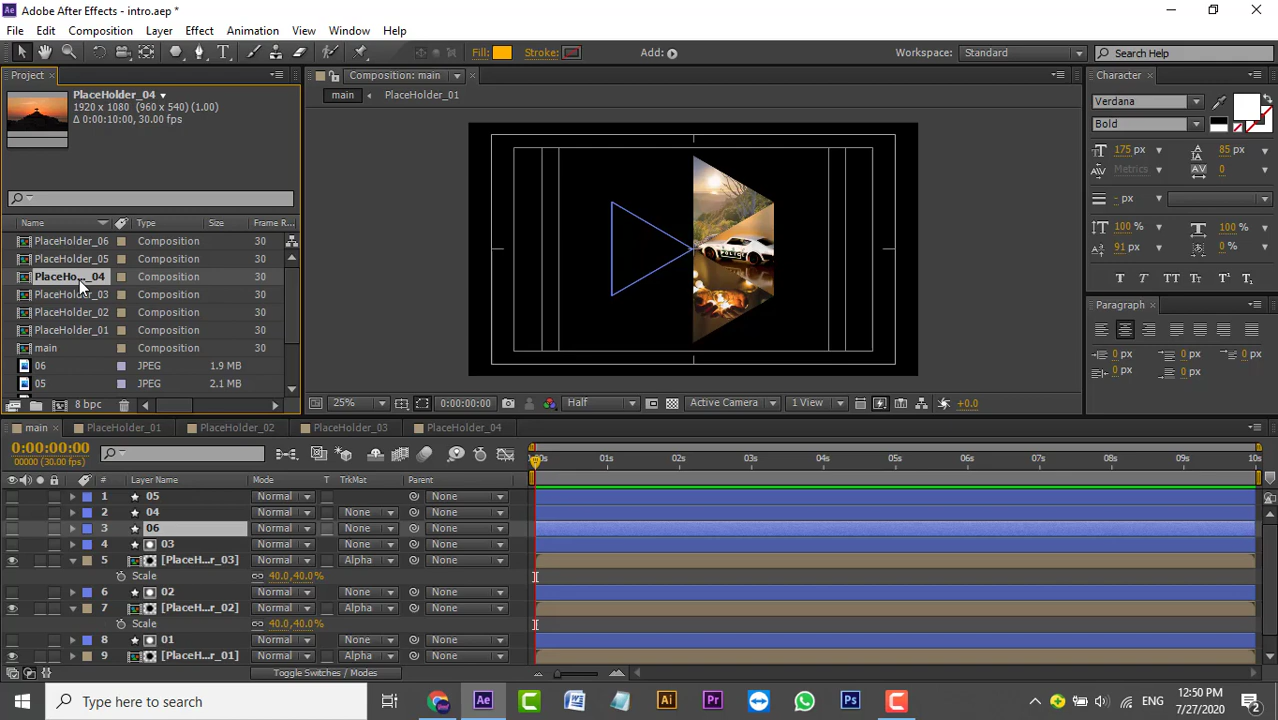 Adobe After Effects - intro.aep *
File Edit Composition Layer Effect Animation View Window Help
Fill: Stroke: Add: Workspace: Standard Search Help
Project
PlaceHolder_04
1920 x 1080 (960 x 540) (1.00)
Δ 0:00:10:00, 30.00 fps
Name Type Size Frame R...
PlaceHolder_06 Composition 30
PlaceHolder_05 Composition 30
PlaceHo..._04 Composition 30
PlaceHolder_03 Composition 30
PlaceHolder_02 Composition 30
PlaceHolder_01 Composition 30
main Composition 30
06 JPEG 1.9 MB
05 JPEG 2.1 MB
8 bpc
Composition: main
main PlaceHolder_01
POLICE
25% 0:00:00:00 Half Active Camera 1 View +0.0
Character
Verdana
Bold
175 px 85 px
Metrics 0
- px
100% 100%
91 px 0 %
T T TT Tт T¹ T₁
Paragraph
0 px 0 px 0 px
0 px 0 px
main PlaceHolder_01 PlaceHolder_02 PlaceHolder_03 PlaceHolder_04
0:00:00:00
00000 (30.00 fps)
00s 01s 02s 03s 04s 05s 06s 07s 08s 09s 10s
# Layer Name Mode T TrkMat Parent
1 05 Normal None
2 04 Normal None None
3 06 Normal None None
4 03 Normal None None
5 [PlaceH...r_03] Normal Alpha None
Scale 40.0,40.0%
6 02 Normal None None
7 [PlaceH...r_02] Normal Alpha None
Scale 40.0,40.0%
8 01 Normal None None
9 [PlaceH...r_01] Normal Alpha None
Toggle Switches / Modes
Type here to search
ENG
12:50 PM
7/27/2020
2